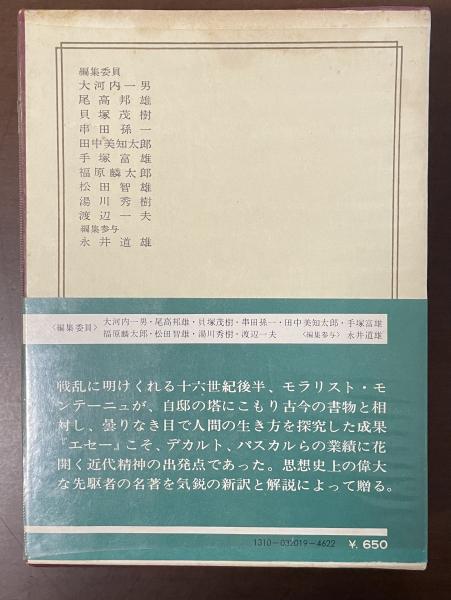 編集委員
大河内一男
尾高邦雄
貝塚茂樹
串田孫一
田中美知太郎
手塚富雄
福原麟太郎
松田智雄
湯川秀樹
渡辺一夫
編集参与
永井道雄
〈編集委員〉 大河内一男・尾高邦雄・貝塚茂樹・串田孫一・田中美知太郎・手塚富雄
福原麟太郎・松田智雄・湯川秀樹・渡辺一夫 〈編集参与〉 永井道雄
戦乱に明けくれる十六世紀後半、モラリスト・モ
ンテーニュが、自邸の塔にこもり古今の書物と相
対し、曇りなき目で人間の生き方を探究した成果
『エセー』こそ、デカルト、パスカルらの業績に花
開く近代精神の出発点であった。思想史上の偉大
な先駆者の名著を気鋭の新訳と解説によって贈る。
1310-032019-4622 ¥. 650